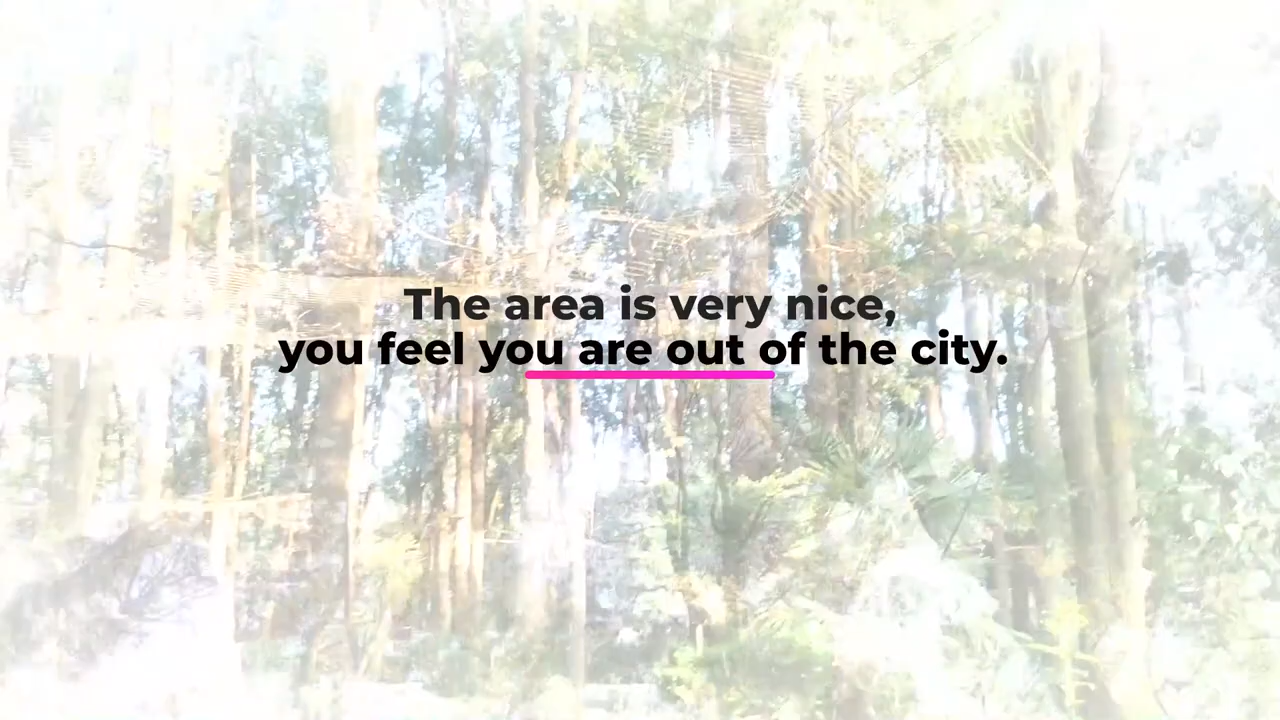 The area is very nice,
you feel you are out of the city.